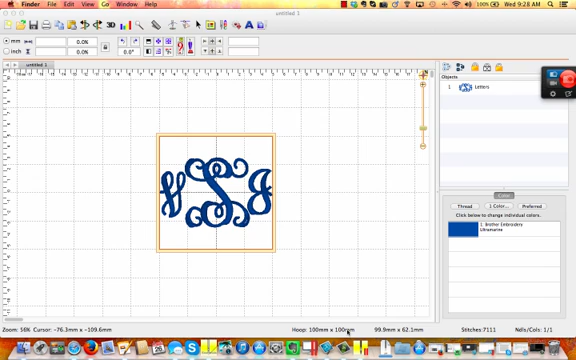 Finder File Edit View Go Window Help 100% Wed 9:28 AM
untitled 1
mm 0.0%
inch 0.0% 0.0°
untitled 1
Objects
1 Letters
Color
Thread 1 Color... Preferred
Click below to change individual colors.
1. Brother Embroidery
Ultramarine
Zoom: 56% Cursor: -76.3mm x -109.6mm Hoop: 100mm x 100mm 99.9mm x 62.1mm Stitches:7111 Ndls/Cols: 1/1